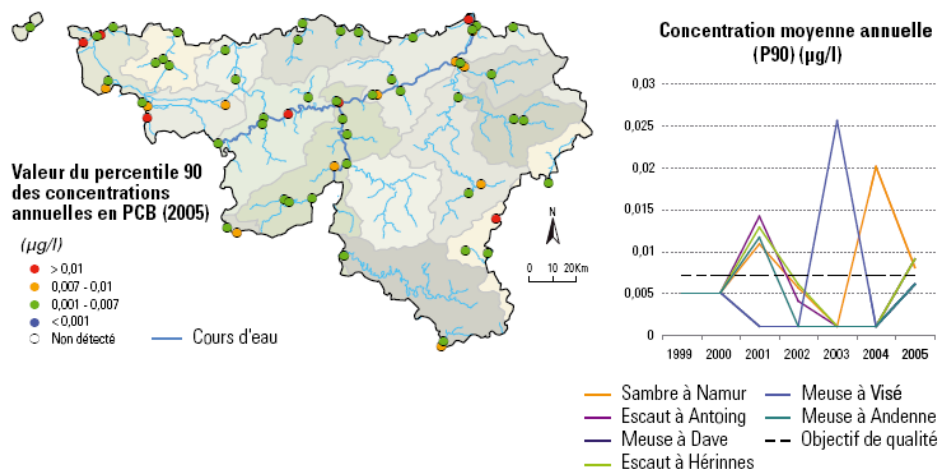 Valeur du percentile 90
des concentrations
annuelles en PCB (2005)
(µg/l)
> 0,01
0,007 - 0,01
0,001 - 0,007
< 0,001
Non détecté
Cours d'eau
N
0 10 20Km
Concentration moyenne annuelle
(P90) (µg/l)
0,03
0,025
0,02
0,015
0,01
0,005
0
1999 2000 2001 2002 2003 2004 2005
Sambre à Namur
Escaut à Antoing
Meuse à Dave
Escaut à Hérinnes
Meuse à Visé
Meuse à Andenne
Objectif de qualité